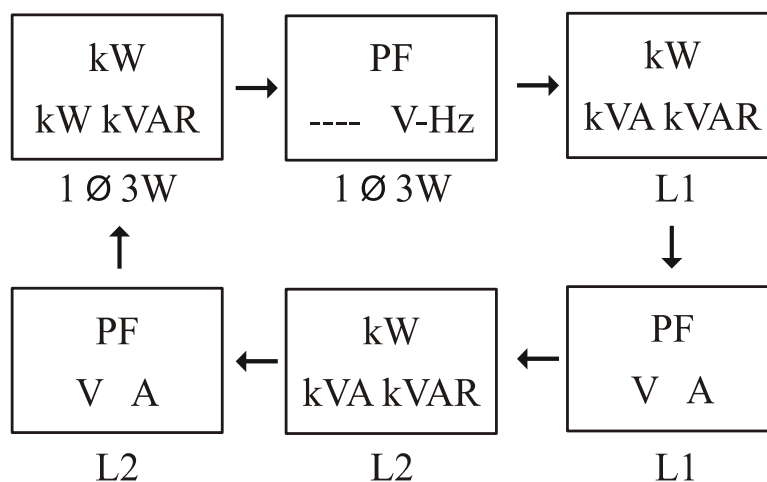 kW
kW kVAR
1 Ø 3W
PF
---- V-Hz
1 Ø 3W
kW
kVA kVAR
L1
PF
V A
L1
kW
kVA kVAR
L2
PF
V A
L2